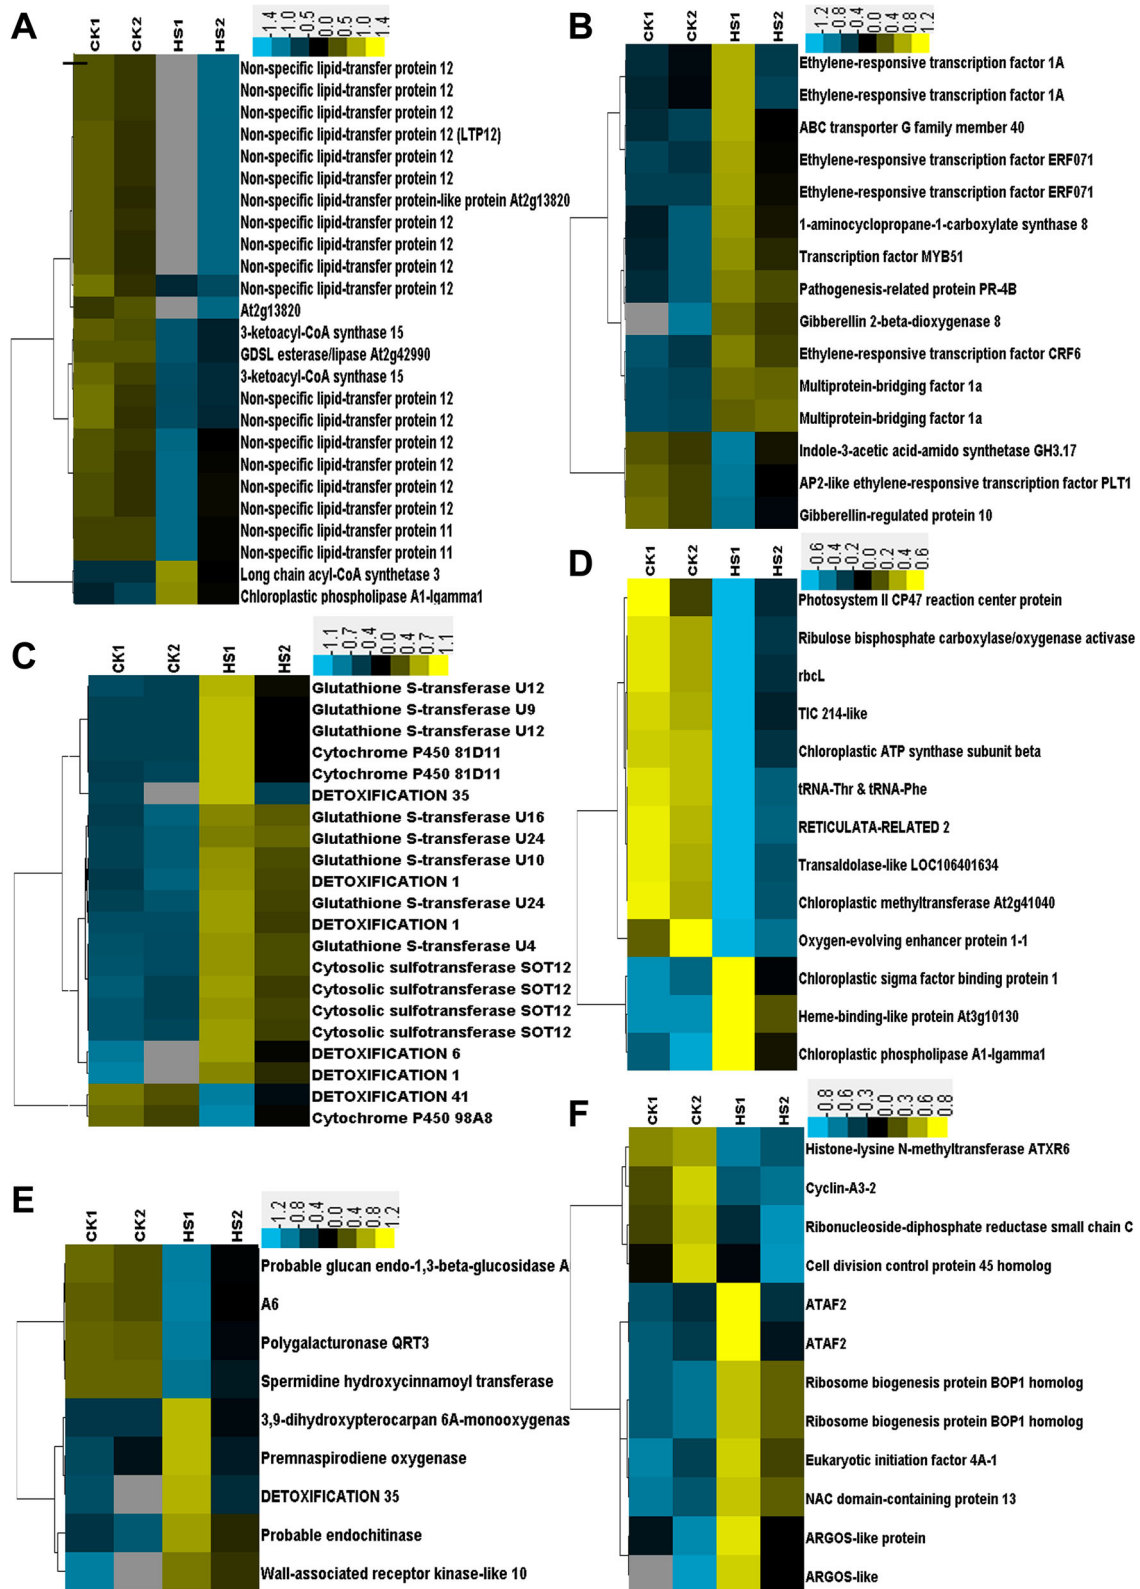 A
CK1
CK2
HS1
HS2
-1.4
-1.0
-0.5
0.0
0.5
1.0
1.4
Non-specific lipid-transfer protein 12
Non-specific lipid-transfer protein 12
Non-specific lipid-transfer protein 12
Non-specific lipid-transfer protein 12 (LTP12)
Non-specific lipid-transfer protein 12
Non-specific lipid-transfer protein 12
Non-specific lipid-transfer protein-like protein At2g13820
Non-specific lipid-transfer protein 12
Non-specific lipid-transfer protein 12
Non-specific lipid-transfer protein 12
Non-specific lipid-transfer protein 12
At2g13820
3-ketoacyl-CoA synthase 15
GDSL esterase/lipase At2g42990
3-ketoacyl-CoA synthase 15
Non-specific lipid-transfer protein 12
Non-specific lipid-transfer protein 12
Non-specific lipid-transfer protein 12
Non-specific lipid-transfer protein 12
Non-specific lipid-transfer protein 12
Non-specific lipid-transfer protein 12
Non-specific lipid-transfer protein 11
Non-specific lipid-transfer protein 11
Long chain acyl-CoA synthetase 3
Chloroplastic phospholipase A1-Igamma1
B
CK1
CK2
HS1
HS2
-1.2
-0.8
-0.4
0.0
0.4
0.8
1.2
Ethylene-responsive transcription factor 1A
Ethylene-responsive transcription factor 1A
ABC transporter G family member 40
Ethylene-responsive transcription factor ERF071
Ethylene-responsive transcription factor ERF071
1-aminocyclopropane-1-carboxylate synthase 8
Transcription factor MYB51
Pathogenesis-related protein PR-4B
Gibberellin 2-beta-dioxygenase 8
Ethylene-responsive transcription factor CRF6
Multiprotein-bridging factor 1a
Multiprotein-bridging factor 1a
Indole-3-acetic acid-amido synthetase GH3.17
AP2-like ethylene-responsive transcription factor PLT1
Gibberellin-regulated protein 10
C
CK1
CK2
HS1
HS2
-1.1
-0.7
-0.4
0.0
0.4
0.7
1.1
Glutathione S-transferase U12
Glutathione S-transferase U9
Glutathione S-transferase U12
Cytochrome P450 81D11
Cytochrome P450 81D11
DETOXIFICATION 35
Glutathione S-transferase U16
Glutathione S-transferase U24
Glutathione S-transferase U10
DETOXIFICATION 1
Glutathione S-transferase U24
DETOXIFICATION 1
Glutathione S-transferase U4
Cytosolic sulfotransferase SOT12
Cytosolic sulfotransferase SOT12
Cytosolic sulfotransferase SOT12
Cytosolic sulfotransferase SOT12
DETOXIFICATION 6
DETOXIFICATION 1
DETOXIFICATION 41
Cytochrome P450 98A8
D
CK1
CK2
HS1
HS2
-0.6
-0.4
-0.2
0.0
0.2
0.4
0.6
Photosystem II CP47 reaction center protein
Ribulose bisphosphate carboxylase/oxygenase activase
rbcL
TIC 214-like
Chloroplastic ATP synthase subunit beta
tRNA-Thr & tRNA-Phe
RETICULATA-RELATED 2
Transaldolase-like LOC106401634
Chloroplastic methyltransferase At2g41040
Oxygen-evolving enhancer protein 1-1
Chloroplastic sigma factor binding protein 1
Heme-binding-like protein At3g10130
Chloroplastic phospholipase A1-Igamma1
E
CK1
CK2
HS1
HS2
-1.2
-0.8
-0.4
0.0
0.4
0.8
1.2
Probable glucan endo-1,3-beta-glucosidase A
A6
Polygalacturonase QRT3
Spermidine hydroxycinnamoyl transferase
3,9-dihydroxypterocarpan 6A-monooxygenas
Premnaspirodiene oxygenase
DETOXIFICATION 35
Probable endochitinase
Wall-associated receptor kinase-like 10
F
CK1
CK2
HS1
HS2
-0.8
-0.6
-0.3
0.0
0.3
0.6
0.8
Histone-lysine N-methyltransferase ATXR6
Cyclin-A3-2
Ribonucleoside-diphosphate reductase small chain C
Cell division control protein 45 homolog
ATAF2
ATAF2
Ribosome biogenesis protein BOP1 homolog
Ribosome biogenesis protein BOP1 homolog
Eukaryotic initiation factor 4A-1
NAC domain-containing protein 13
ARGOS-like protein
ARGOS-like